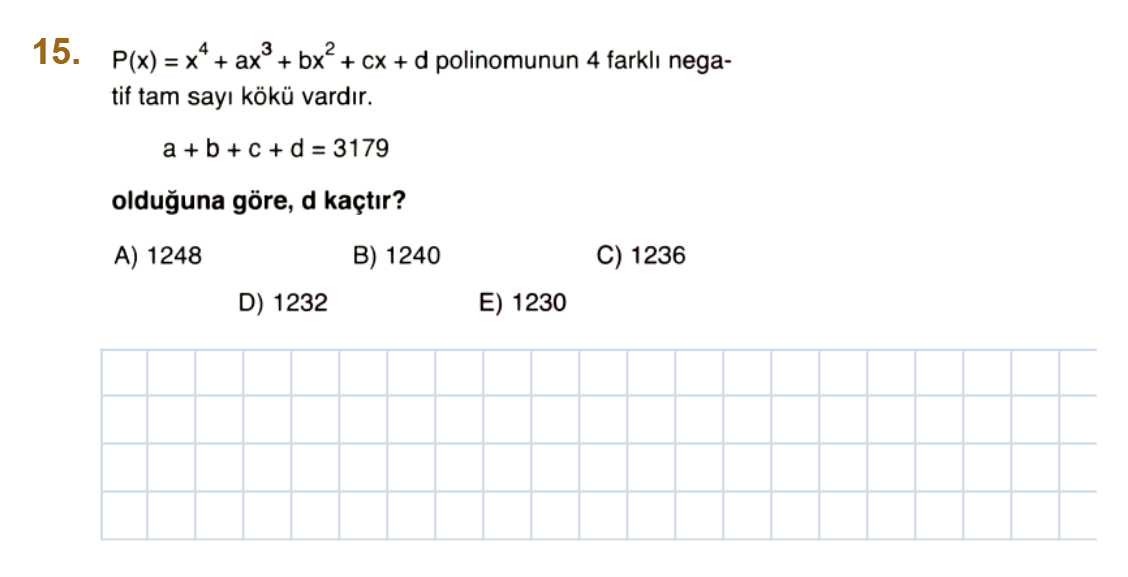 15. P(x) = x⁴ + ax³ + bx² + cx + d polinomunun 4 farklı nega-
tif tam sayı kökü vardır.
a + b + c + d = 3179
olduğuna göre, d kaçtır?
A) 1248 B) 1240 C) 1236
D) 1232 E) 1230